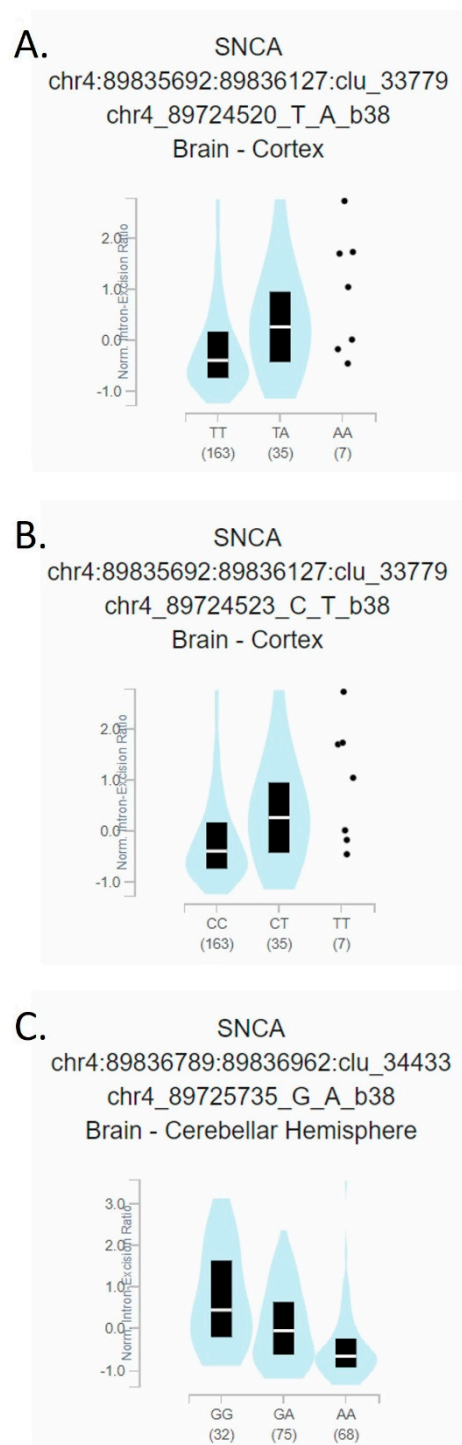 A.
SNCA
chr4:89835692:89836127:clu_33779
chr4_89724520_T_A_b38
Brain - Cortex
Norm. Intron-Excision Ratio
2.0
1.0
0.0
-1.0
TT TA AA
(163) (35) (7)
B.
SNCA
chr4:89835692:89836127:clu_33779
chr4_89724523_C_T_b38
Brain - Cortex
Norm. Intron-Excision Ratio
2.0
1.0
0.0
-1.0
CC CT TT
(163) (35) (7)
C.
SNCA
chr4:89836789:89836962:clu_34433
chr4_89725735_G_A_b38
Brain - Cerebellar Hemisphere
Norm. Intron-Excision Ratio
3.0
2.0
1.0
0.0
-1.0
GG GA AA
(32) (75) (68)